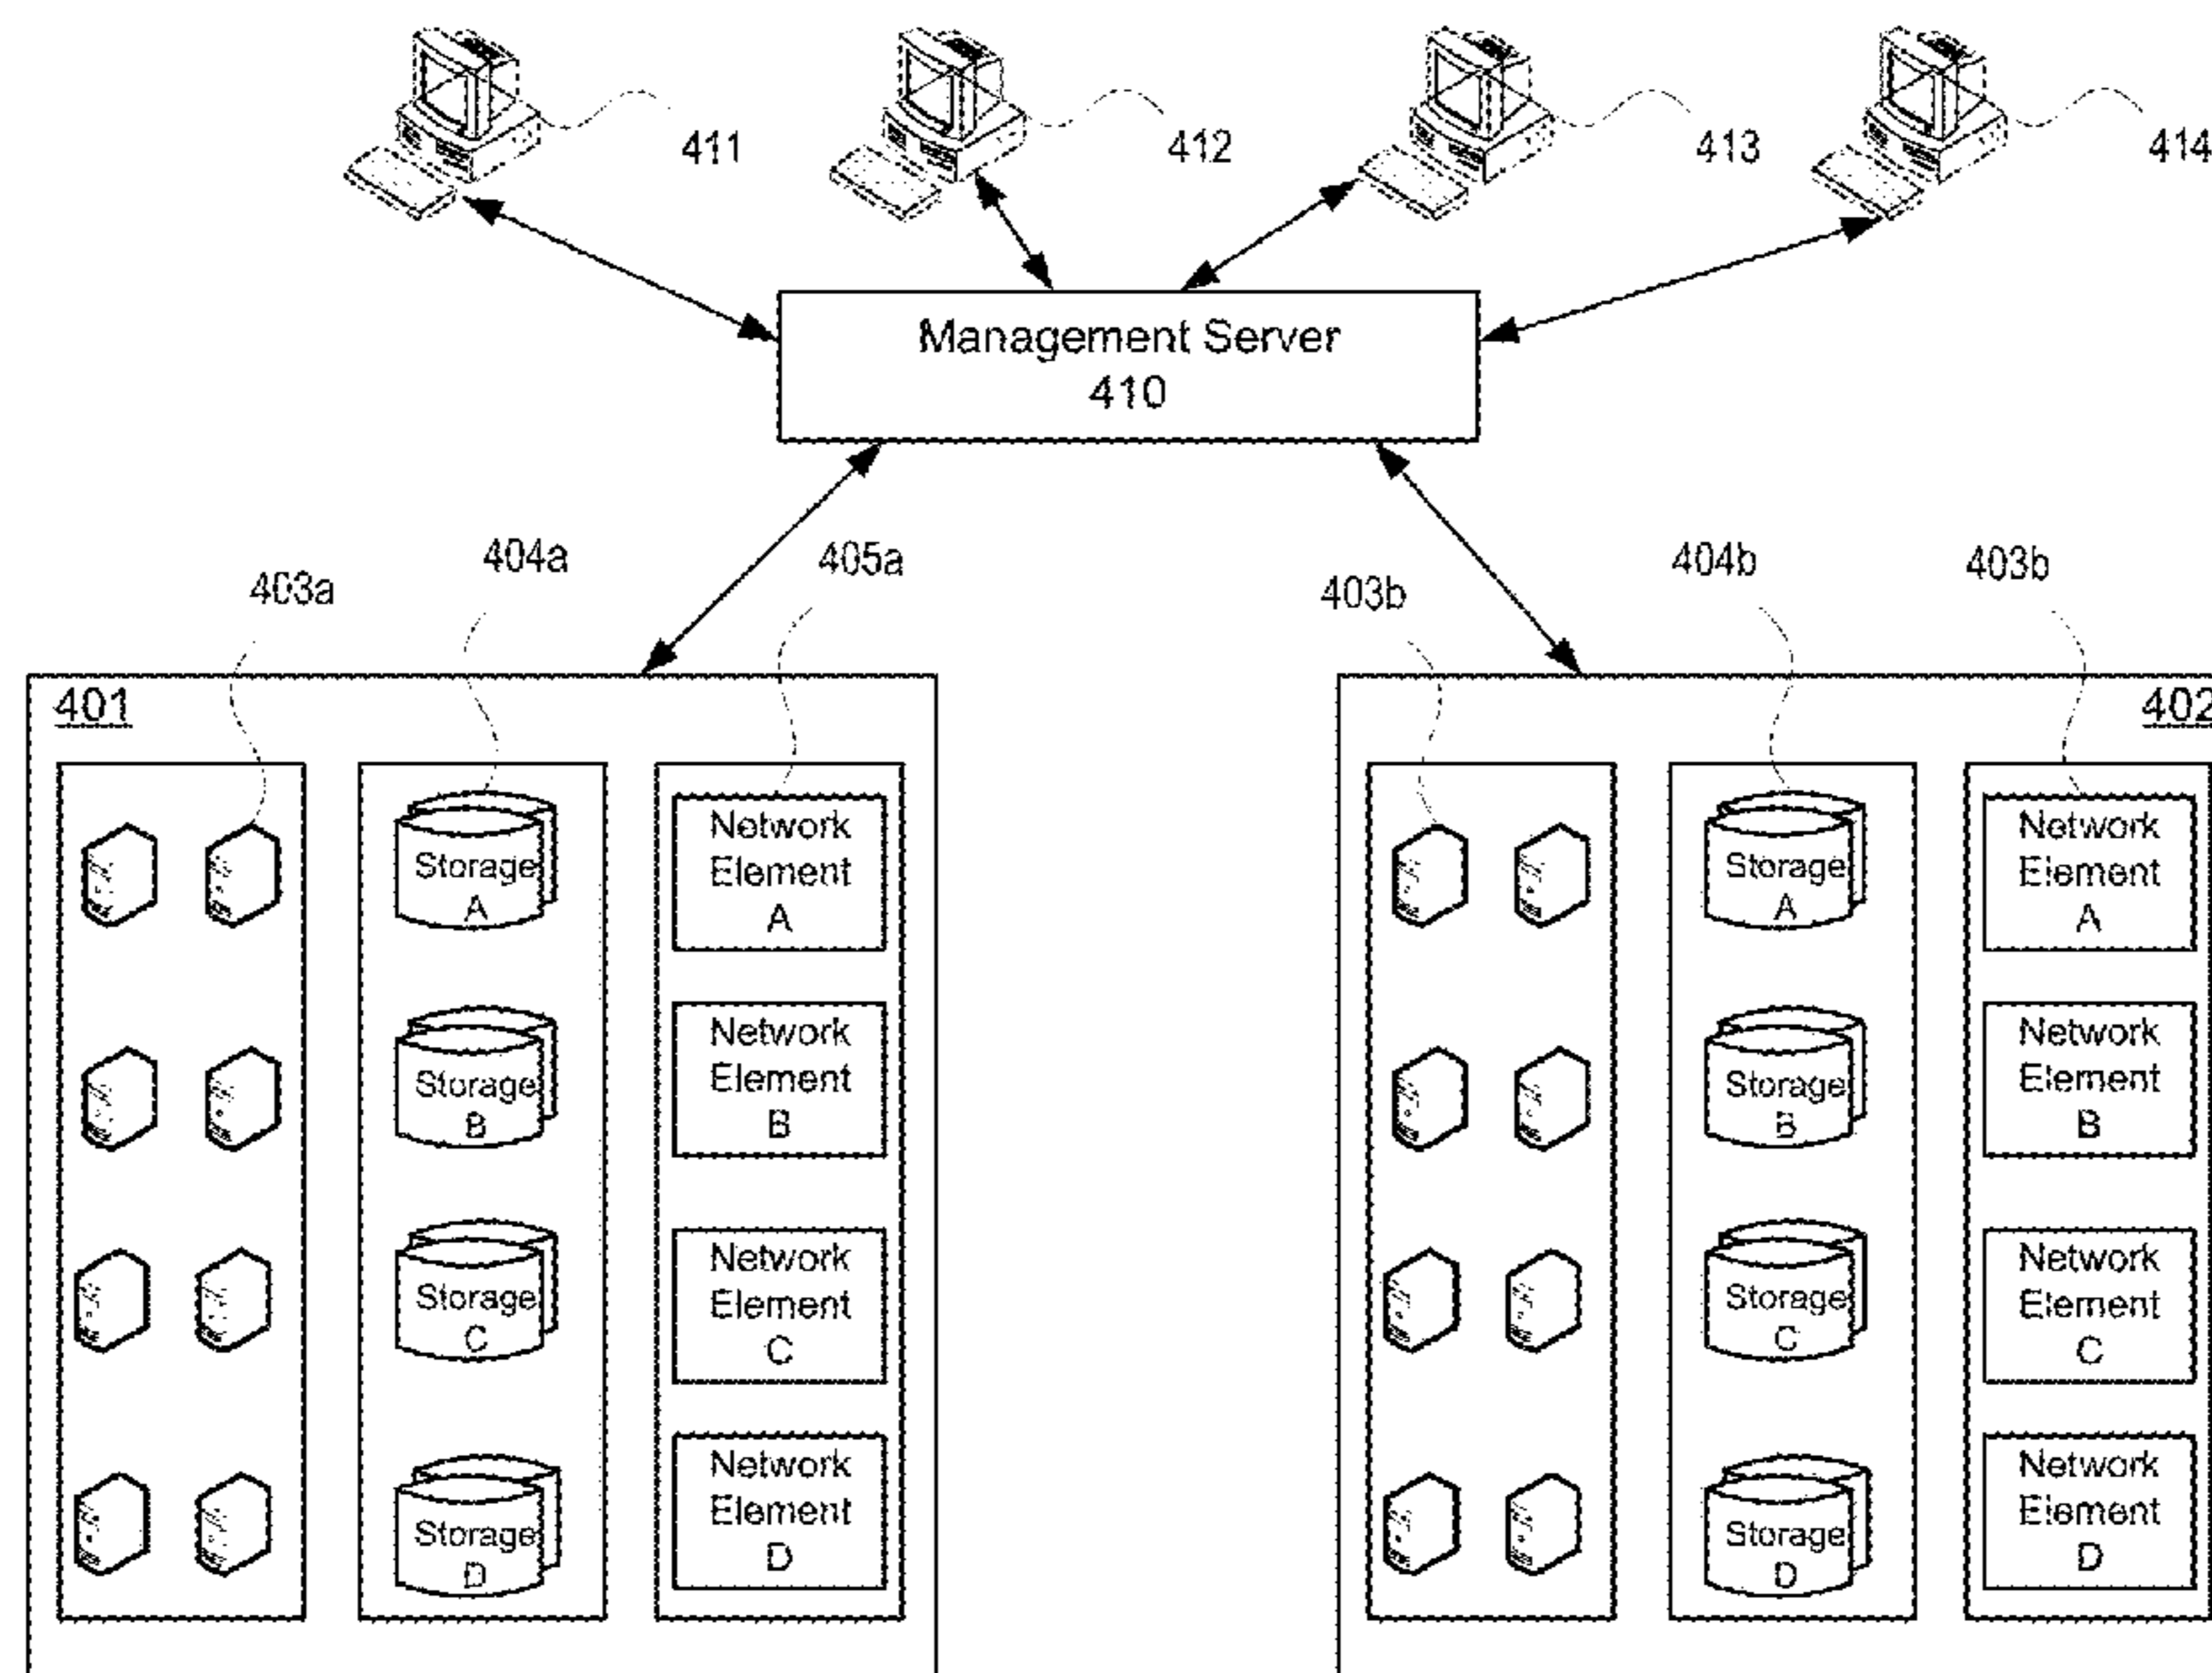 411
412
413
414
Management Server
410
403a
404a
405a
403b
404b
403b
401
Storage
A
Storage
B
Storage
C
Storage
D
Network
Element
A
Network
Element
B
Network
Element
C
Network
Element
D
402
Storage
A
Storage
B
Storage
C
Storage
D
Network
Element
A
Network
Element
B
Network
Element
C
Network
Element
D